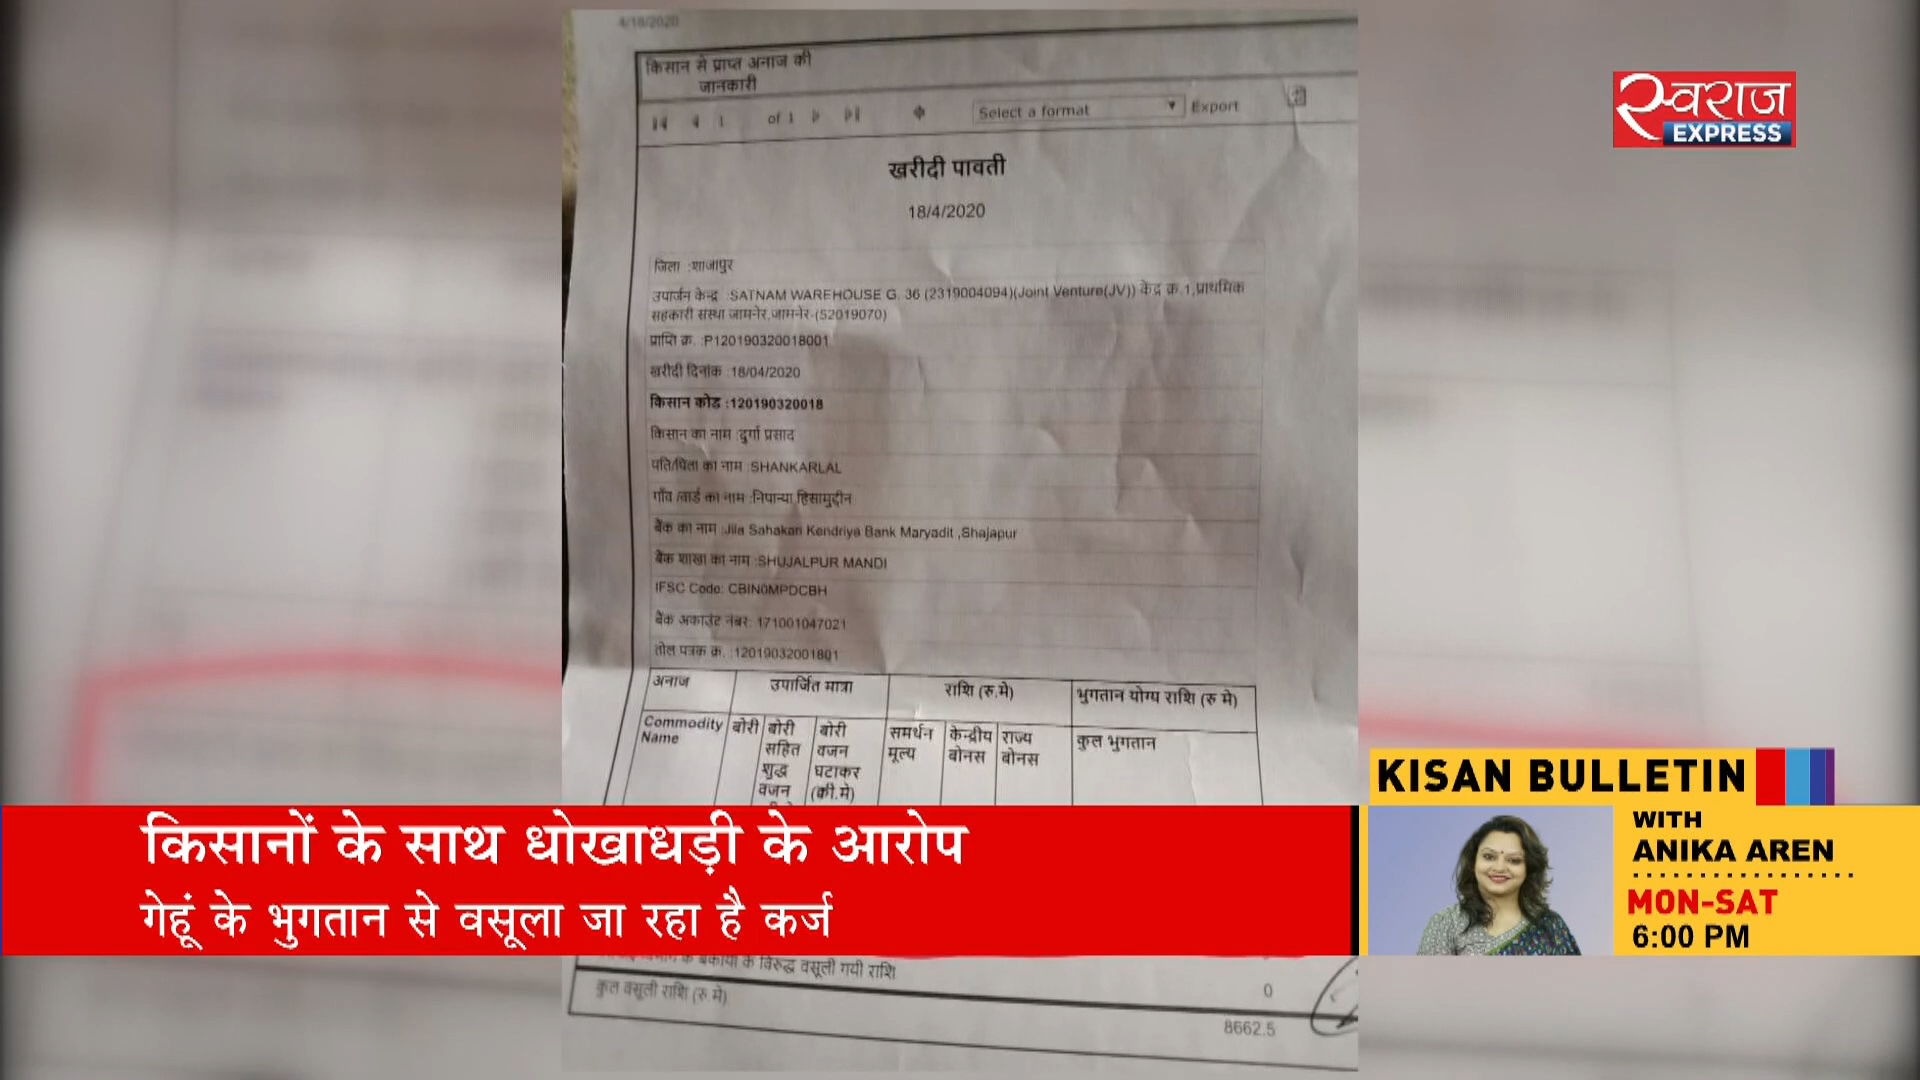 4/18/2020
किसान से प्राप्त अनाज की
जानकारी
1 of 1 Select a format Export
खरीदी पावती
18/4/2020
जिला :शाजापुर
उपार्जन केन्द्र :SATNAM WAREHOUSE G. 36 (2319004094)(Joint Venture(JV)) केंद्र क्र.1,प्राथमिक
सहकारी संस्था जामनेर,जामनेर-(52019070)
प्राप्ति क्र. :P120190320018001
खरीदी दिनांक :18/04/2020
किसान कोड :120190320018
किसान का नाम :दुर्गा प्रसाद
पति/पिता का नाम :SHANKARLAL
गाँव /वार्ड का नाम :निपान्या हिसामुद्दीन
बैंक का नाम :Jila Sahakari Kendriya Bank Maryadit ,Shajapur
बैंक शाखा का नाम :SHUJALPUR MANDI
IFSC Code: CBIN0MPDCBH
बैंक अकाउंट नंबर: 171001047021
तोल पत्रक क्र. :12019032001801
अनाज उपार्जित मात्रा राशि (रु.मे) भुगतान योग्य राशि (रु मे)
Commodity बोरी बोरी बोरी समर्थन केन्द्रीय राज्य कुल भुगतान
Name सहित वजन मूल्य बोनस बोनस
शुद्ध घटाकर
वजन (क्वी.मे)
के बकाया के विरुद्ध वसूली गयी राशि
0
कुल वसूली राशि (रु मे)
8662.5
स्वराज
EXPRESS
किसानों के साथ धोखाधड़ी के आरोप
गेहूं के भुगतान से वसूला जा रहा है कर्ज
KISAN BULLETIN
WITH
ANIKA AREN
MON-SAT
6:00 PM